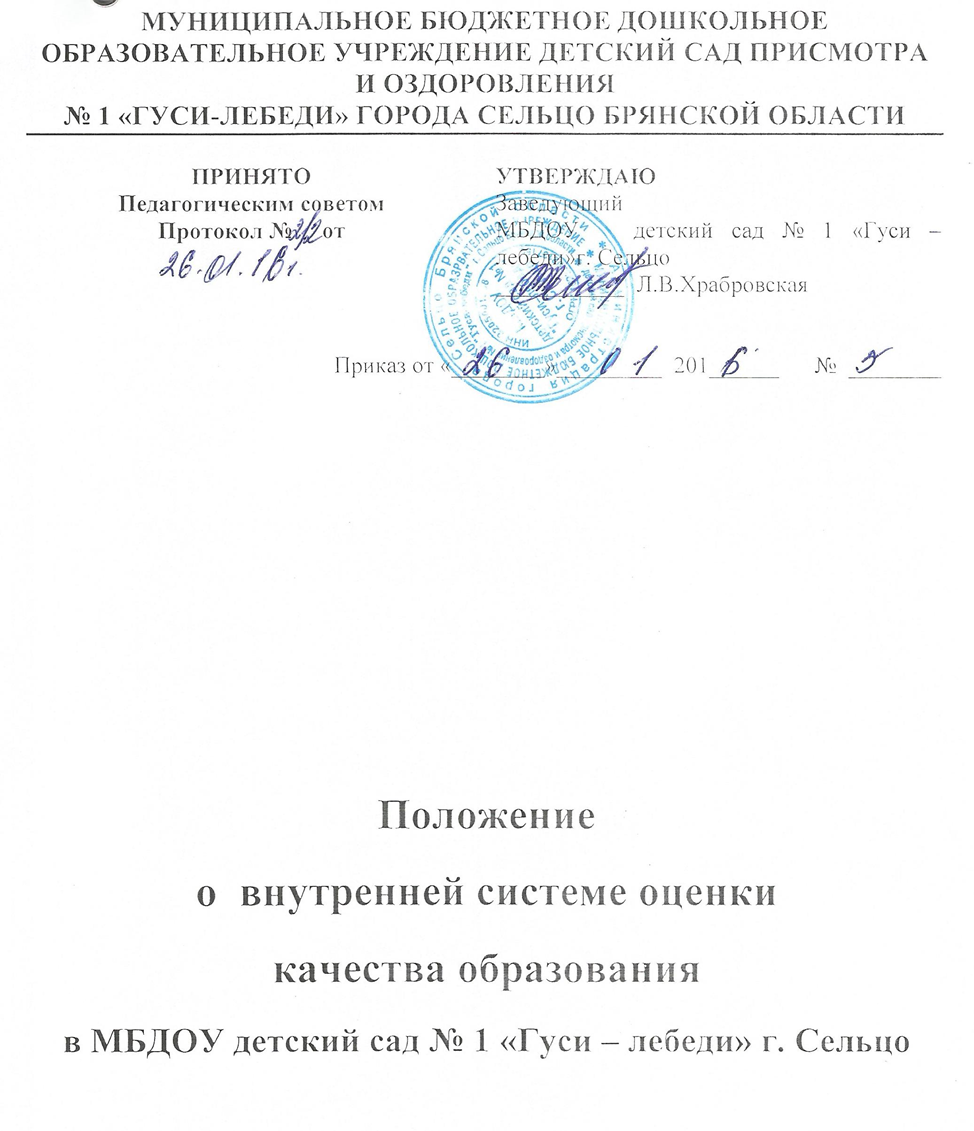 МУНИЦИПАЛЬНОЕ БЮДЖЕТНОЕ ДОШКОЛЬНОЕ
ОБРАЗОВАТЕЛЬНОЕ УЧРЕЖДЕНИЕ ДЕТСКИЙ САД ПРИСМОТРА
И ОЗДОРОВЛЕНИЯ
№ 1 «ГУСИ-ЛЕБЕДИ» ГОРОДА СЕЛЬЦО БРЯНСКОЙ ОБЛАСТИ
ПРИНЯТО
Педагогическим советом
Протокол № 2/2 от
26.01.16г.
УТВЕРЖДАЮ
Заведующий
МБДОУ детский сад № 1 «Гуси –
лебеди»г. Сельцо
Л.В.Храбровская
Приказ от « 26 » 01 2016 № 5
Положение
о внутренней системе оценки
качества образования
в МБДОУ детский сад № 1 «Гуси – лебеди» г. Сельцо